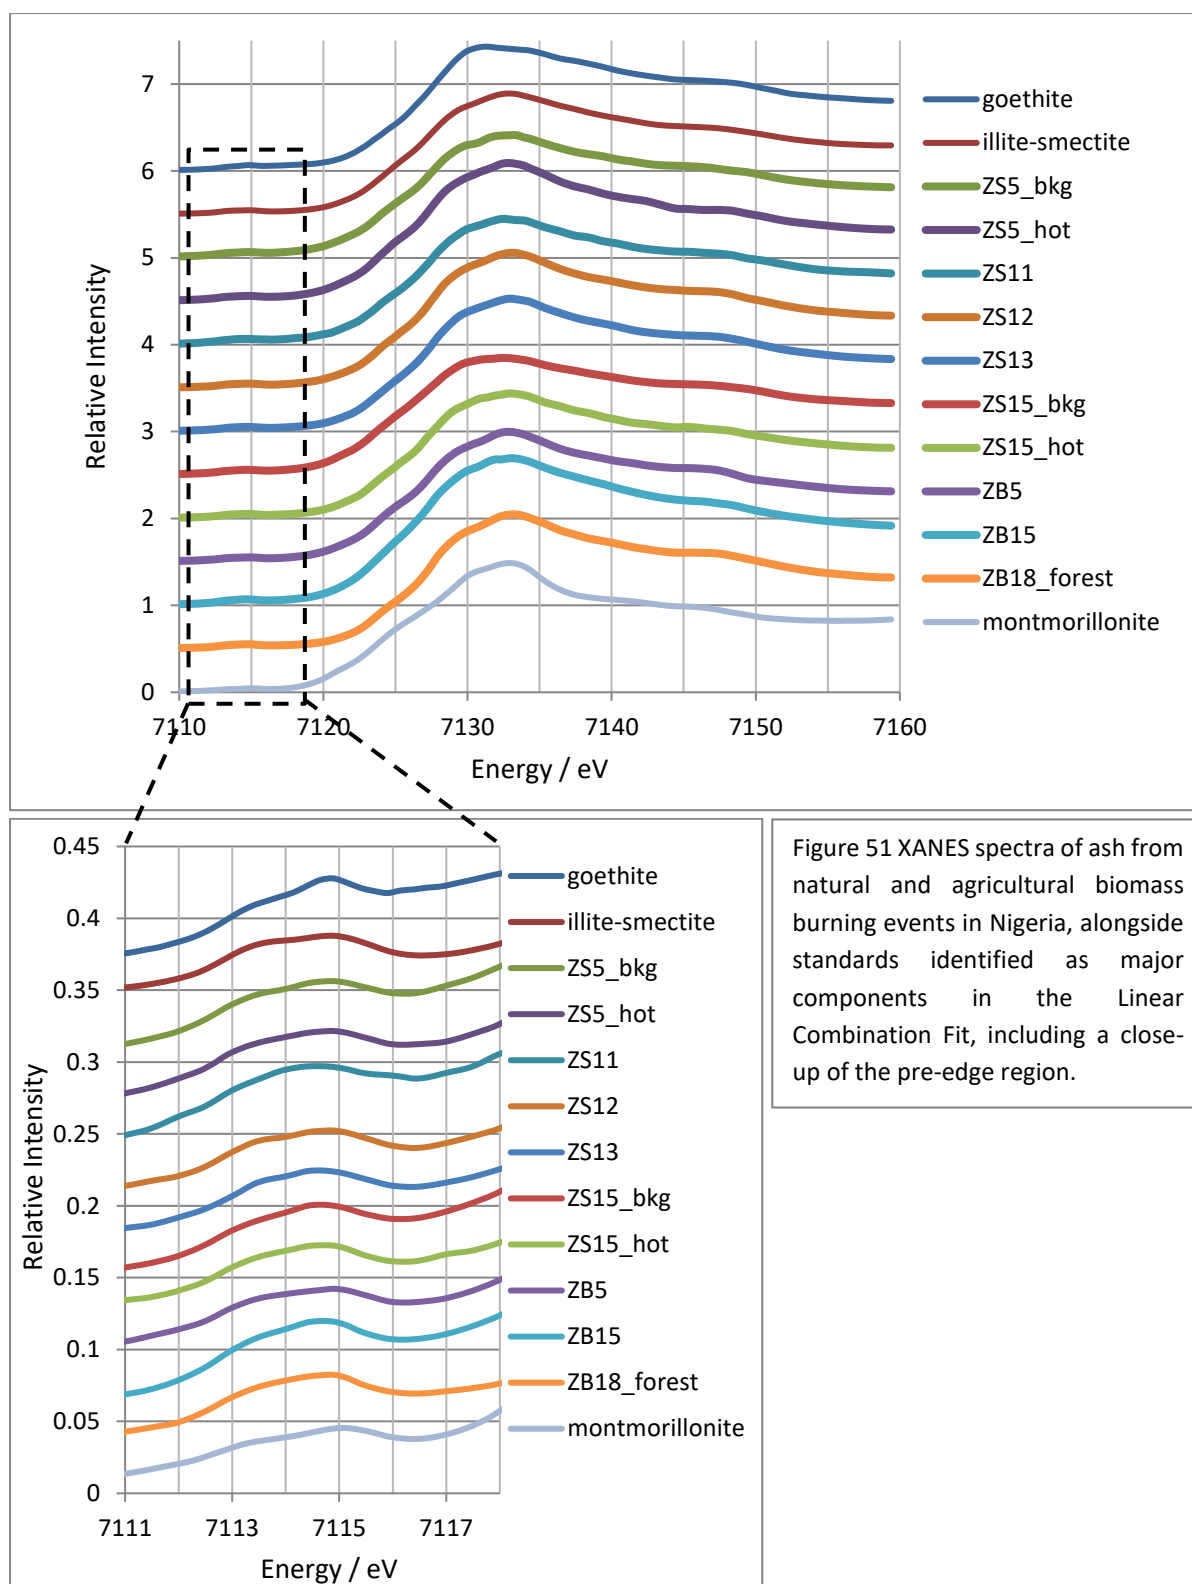 7
6
5
4
3
2
1
0
Relative Intensity
7110 7120 7130 7140 7150 7160
Energy / eV
goethite
illite-smectite
ZS5_bkg
ZS5_hot
ZS11
ZS12
ZS13
ZS15_bkg
ZS15_hot
ZB5
ZB15
ZB18_forest
montmorillonite
0.45
0.4
0.35
0.3
0.25
0.2
0.15
0.1
0.05
0
Relative Intensity
7111 7113 7115 7117
Energy / eV
goethite
illite-smectite
ZS5_bkg
ZS5_hot
ZS11
ZS12
ZS13
ZS15_bkg
ZS15_hot
ZB5
ZB15
ZB18_forest
montmorillonite
Figure 51 XANES spectra of ash from
natural and agricultural biomass
burning events in Nigeria, alongside
standards identified as major
components in the Linear
Combination Fit, including a close-
up of the pre-edge region.